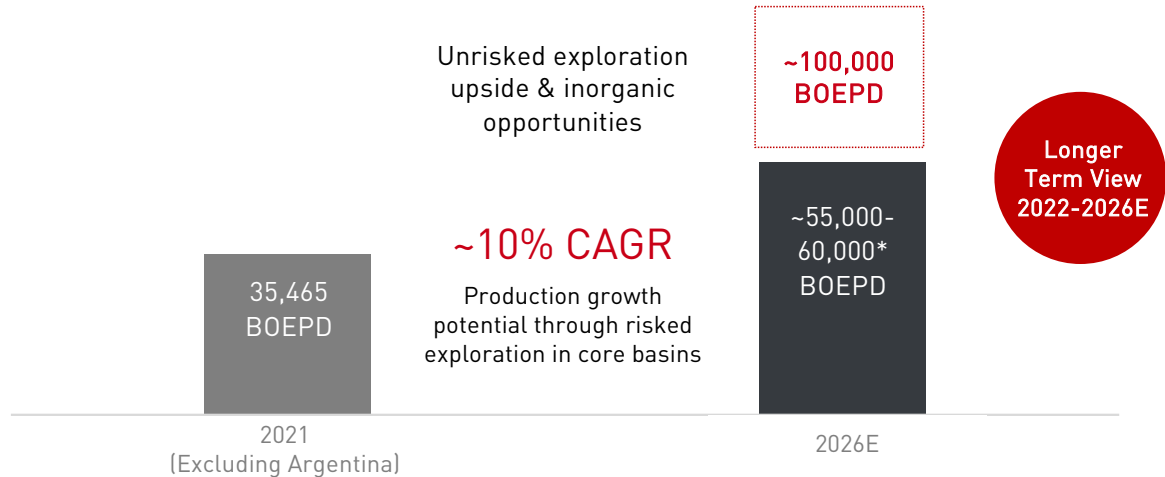 Unrisked exploration
upside & inorganic
opportunities
~100,000
BOEPD
Longer
Term View
2022-2026E
~10% CAGR
Production growth
potential through risked
exploration in core basins
35,465
BOEPD
~55,000-
60,000*
BOEPD
2021
(Excluding Argentina)
2026E